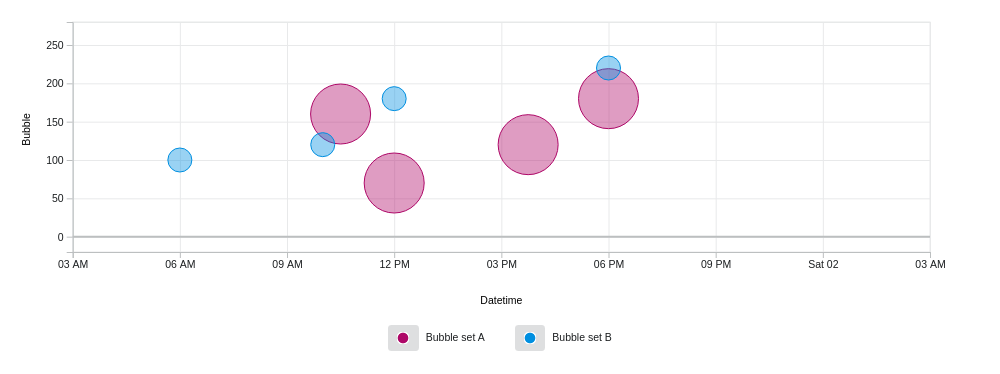 Bubble
250
200
150
100
50
0
03 AM 06 AM 09 AM 12 PM 03 PM 06 PM 09 PM Sat 02 03 AM
Datetime
Bubble set A Bubble set B